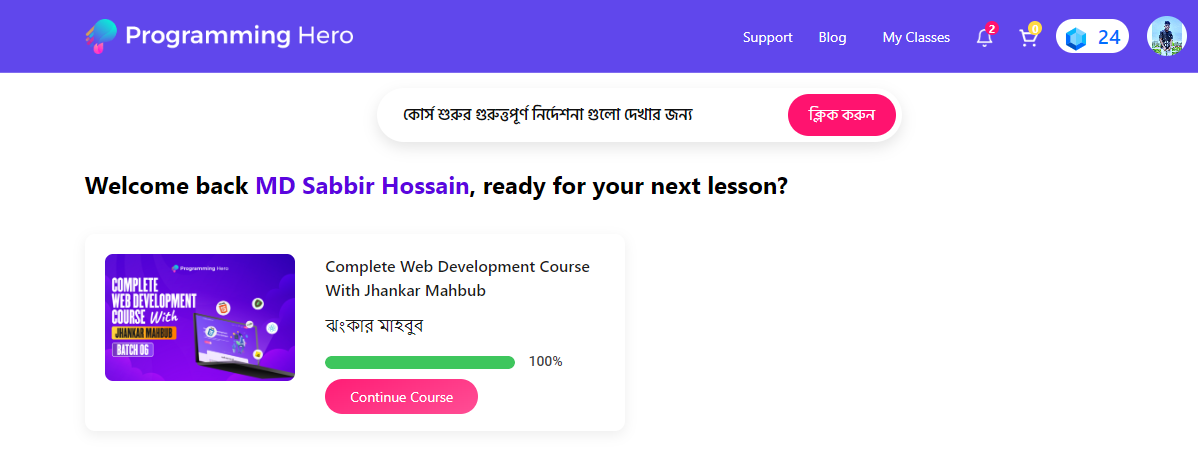 Programming Hero
Support Blog My Classes 2 0 24
কোর্স শুরুর গুরুত্বপূর্ণ নির্দেশনা গুলো দেখার জন্য ক্লিক করুন
Welcome back MD Sabbir Hossain, ready for your next lesson?
Programming Hero
COMPLETE
WEB DEVELOPMENT
COURSE With
JHANKAR MAHBUB
BATCH 06
Complete Web Development Course
With Jhankar Mahbub
ঝংকার মাহবুব
100%
Continue Course